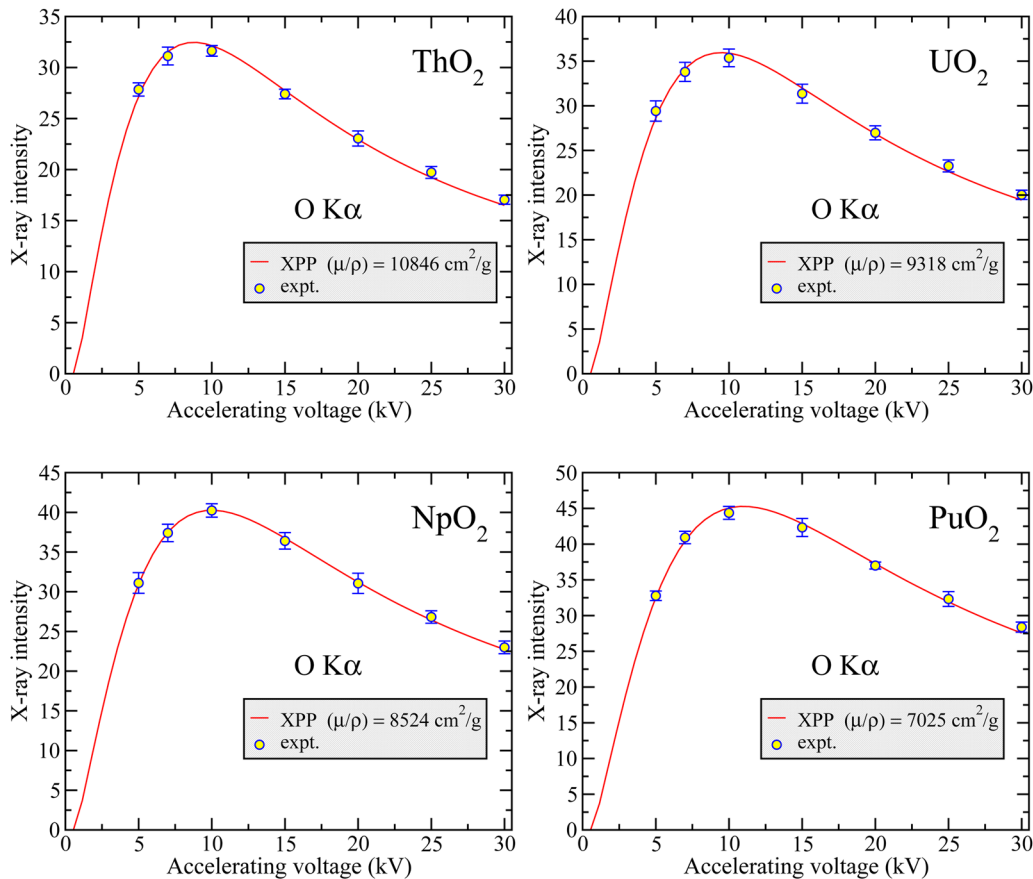 35
30
25
20
15
10
5
0
X-ray intensity
ThO₂
O Kα
XPP (μ/ρ) = 10846 cm²/g
expt.
0 5 10 15 20 25 30
Accelerating voltage (kV)
40
35
30
25
20
15
10
5
0
X-ray intensity
UO₂
O Kα
XPP (μ/ρ) = 9318 cm²/g
expt.
0 5 10 15 20 25 30
Accelerating voltage (kV)
45
40
35
30
25
20
15
10
5
0
X-ray intensity
NpO₂
O Kα
XPP (μ/ρ) = 8524 cm²/g
expt.
0 5 10 15 20 25 30
Accelerating voltage (kV)
50
45
40
35
30
25
20
15
10
5
0
X-ray intensity
PuO₂
O Kα
XPP (μ/ρ) = 7025 cm²/g
expt.
0 5 10 15 20 25 30
Accelerating voltage (kV)